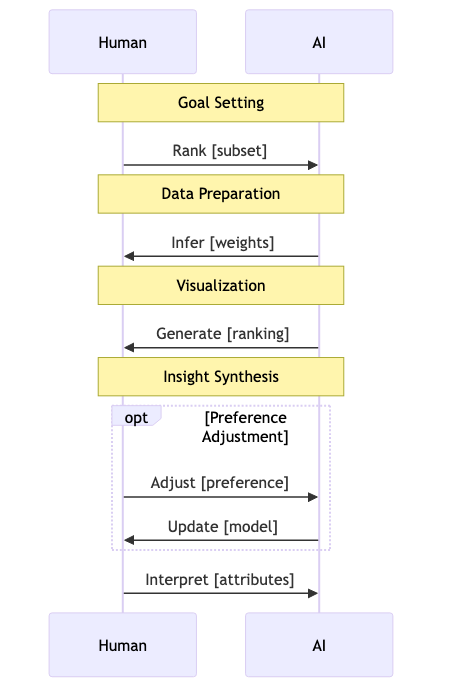 Human
AI
Goal Setting
Rank [subset]
Data Preparation
Infer [weights]
Visualization
Generate [ranking]
Insight Synthesis
opt
[Preference
Adjustment]
Adjust [preference]
Update [model]
Interpret [attributes]
Human
AI